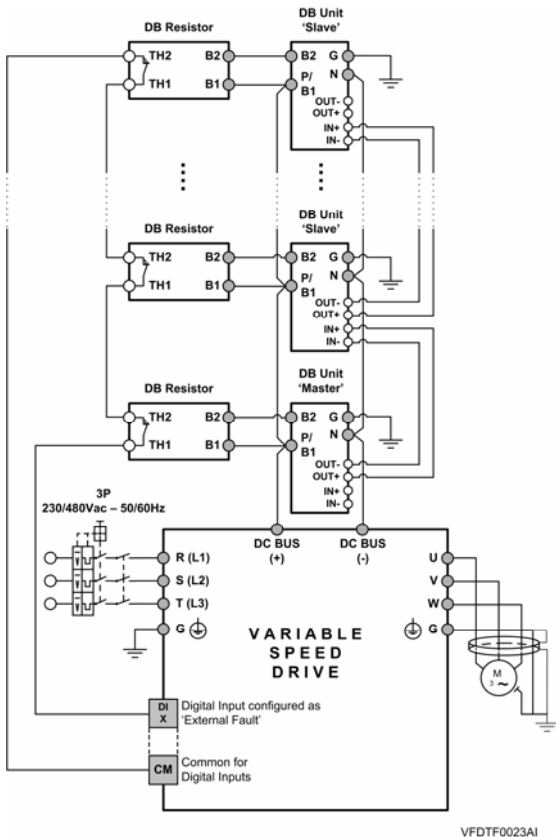 DB Resistor
DB Unit
'Slave'
TH2
B2
B2
G
TH1
B1
P/
B1
N
OUT-
OUT+
IN+
IN-
DB Resistor
DB Unit
'Slave'
TH2
B2
B2
G
TH1
B1
P/
B1
N
OUT-
OUT+
IN+
IN-
DB Resistor
DB Unit
'Master'
TH2
B2
B2
G
TH1
B1
P/
B1
N
OUT-
OUT+
IN+
IN-
3P
230/480Vac – 50/60Hz
DC BUS
(+)
DC BUS
(-)
R (L1)
U
S (L2)
V
T (L3)
W
G
G
VARIABLE
SPEED
DRIVE
M
3 ~
DI
X
Digital Input configured as
'External Fault'
CM
Common for
Digital Inputs
VFDTF0023AI